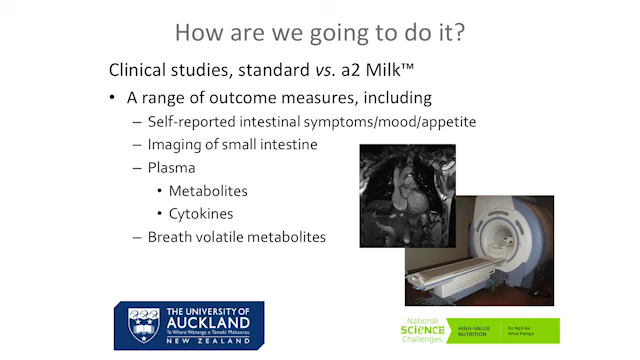 How are we going to do it?
Clinical studies, standard vs. a2 Milk™
• A range of outcome measures, including
– Self-reported intestinal symptoms/mood/appetite
– Imaging of small intestine
– Plasma
• Metabolites
• Cytokines
– Breath volatile metabolites
THE UNIVERSITY OF
AUCKLAND
Te Whare Wānanga o Tāmaki Makaurau
NEW ZEALAND
National
SCiENCE
Challenges
HIGH-VALUE
NUTRITION
Ko Ngā Kai
Whai Painga